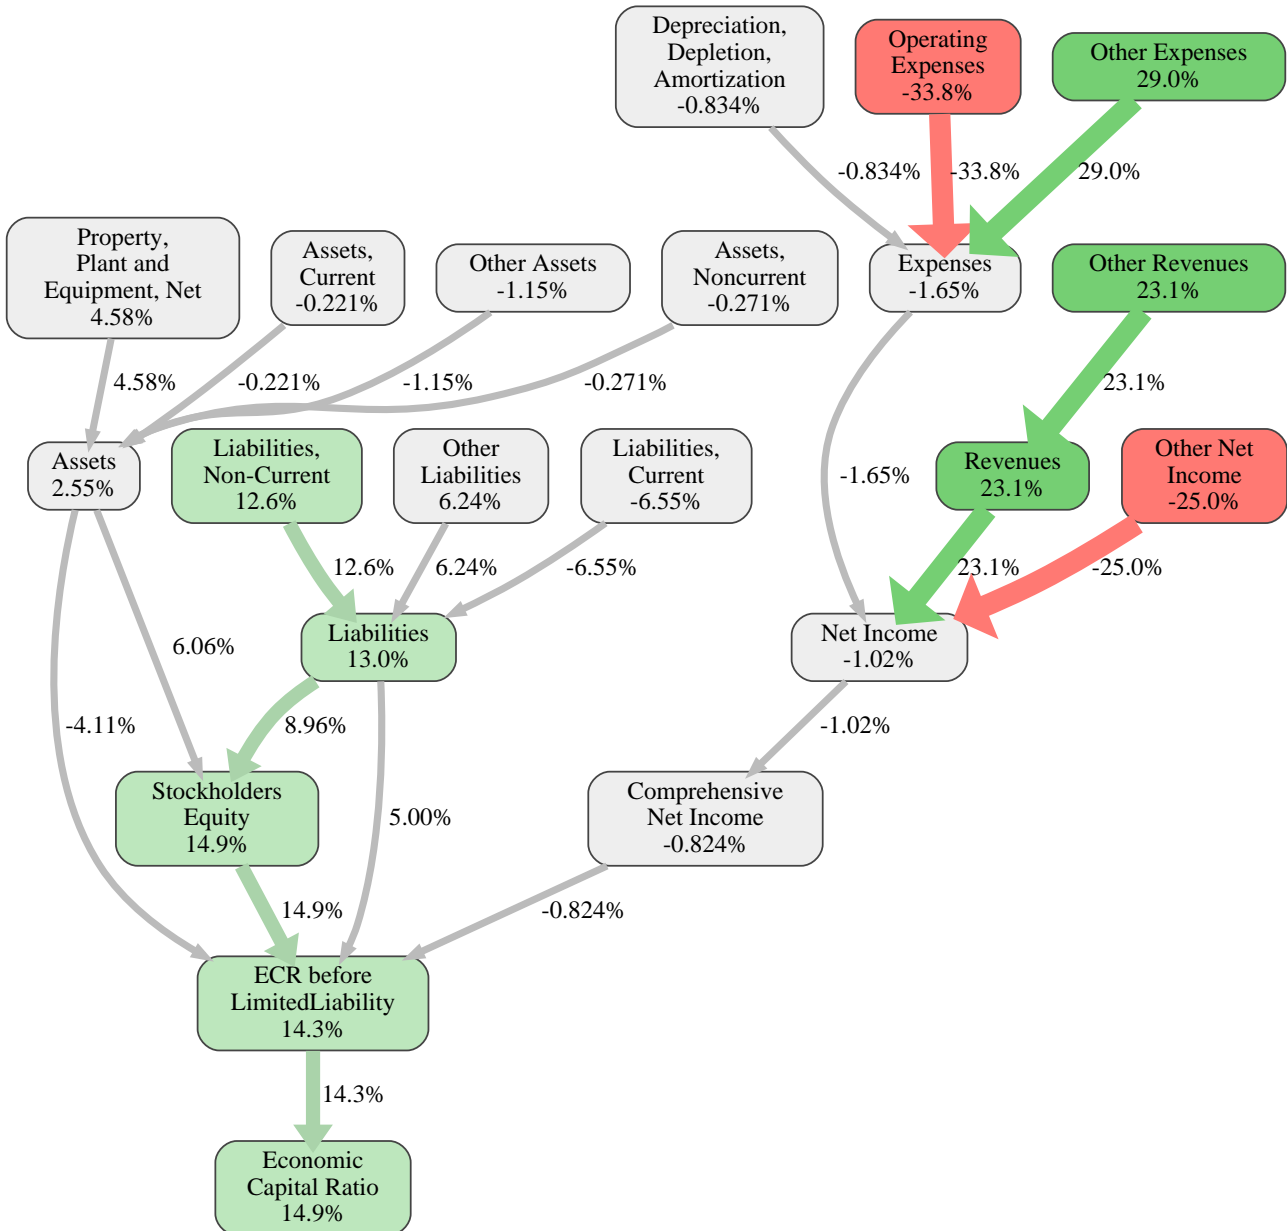 Depreciation,
Depletion,
Amortization
-0.834%
Operating
Expenses
-33.8%
Other Expenses
29.0%
-0.834%
-33.8%
29.0%
Property,
Plant and
Equipment, Net
4.58%
Assets,
Current
-0.221%
Other Assets
-1.15%
Assets,
Noncurrent
-0.271%
Expenses
-1.65%
Other Revenues
23.1%
4.58%
-0.221%
-1.15%
-0.271%
23.1%
Assets
2.55%
Liabilities,
Non-Current
12.6%
Other
Liabilities
6.24%
Liabilities,
Current
-6.55%
-1.65%
Revenues
23.1%
Other Net
Income
-25.0%
12.6%
6.24%
-6.55%
23.1%
-25.0%
6.06%
Liabilities
13.0%
Net Income
-1.02%
-4.11%
8.96%
-1.02%
Stockholders
Equity
14.9%
5.00%
Comprehensive
Net Income
-0.824%
14.9%
-0.824%
ECR before
LimitedLiability
14.3%
14.3%
Economic
Capital Ratio
14.9%